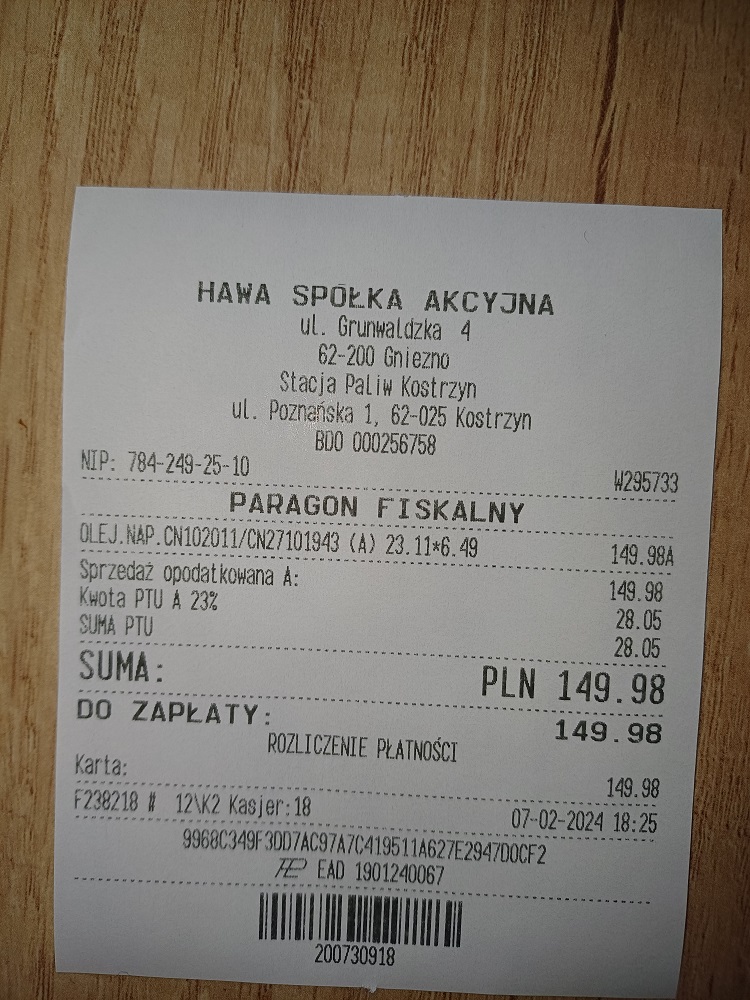 HAWA SPÓŁKA AKCYJNA
ul. Grunwaldzka 4
62-200 Gniezno
Stacja Paliw Kostrzyn
ul. Poznańska 1, 62-025 Kostrzyn
BDO 000256758
NIP: 784-249-25-10 W295733
PARAGON FISKALNY
OLEJ.NAP.CN102011/CN27101943 (A) 23.11*6.49 149.98A
Sprzedaż opodatkowana A: 149.98
Kwota PTU A 23% 28.05
SUMA PTU 28.05
SUMA: PLN 149.98
DO ZAPŁATY: 149.98
ROZLICZENIE PŁATNOŚCI
Karta: 149.98
F238218 # 12\K2 Kasjer:18 07-02-2024 18:25
9968C349F3DD7AC97A7C419511A627E2947D0CF2
EAD 1901240067
200730918